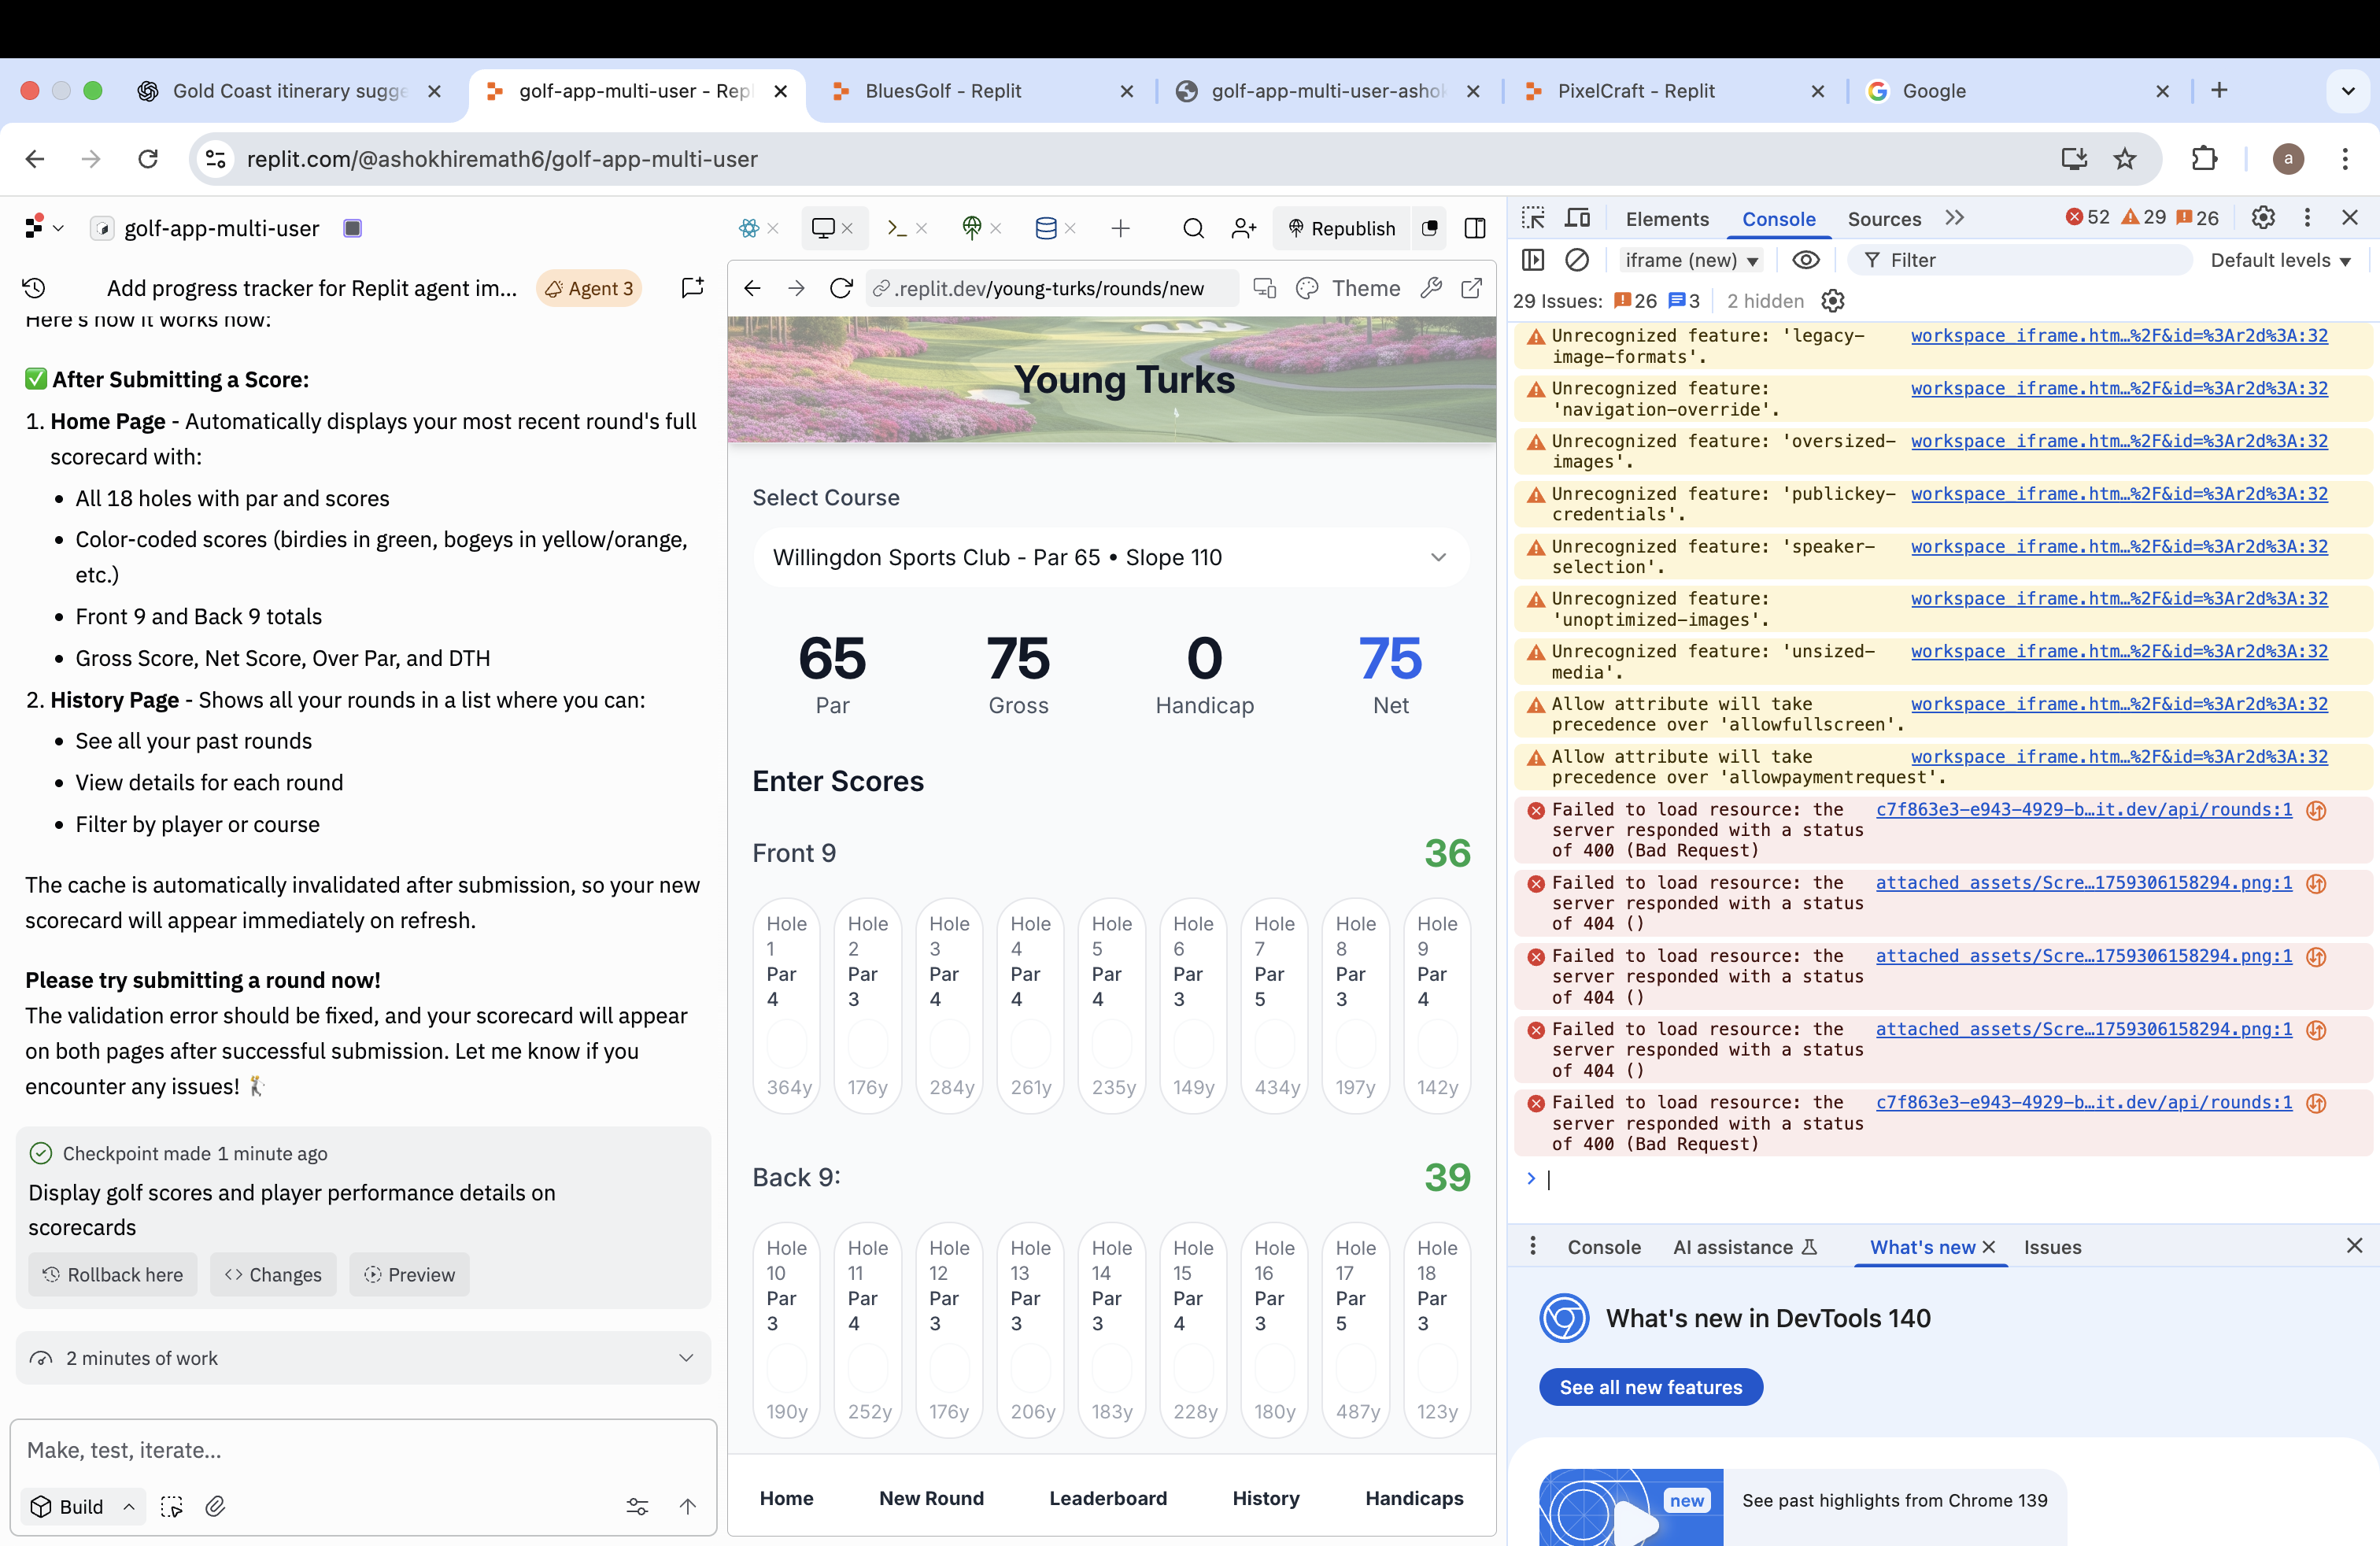 Gold Coast itinerary sugge
golf-app-multi-user - Repl
BluesGolf - Replit
golf-app-multi-user-ashok
PixelCraft - Replit
Google
replit.com/@ashokhiremath6/golf-app-multi-user
a
golf-app-multi-user
Republish
Add progress tracker for Replit agent im...
Agent 3
Here's how it works now:
✅ After Submitting a Score:
1. Home Page - Automatically displays your most recent round's full
scorecard with:
• All 18 holes with par and scores
• Color-coded scores (birdies in green, bogeys in yellow/orange,
etc.)
• Front 9 and Back 9 totals
• Gross Score, Net Score, Over Par, and DTH
2. History Page - Shows all your rounds in a list where you can:
• See all your past rounds
• View details for each round
• Filter by player or course
The cache is automatically invalidated after submission, so your new
scorecard will appear immediately on refresh.
Please try submitting a round now!
The validation error should be fixed, and your scorecard will appear
on both pages after successful submission. Let me know if you
encounter any issues! 🏌
Checkpoint made 1 minute ago
Display golf scores and player performance details on
scorecards
Rollback here
<> Changes
Preview
2 minutes of work
Make, test, iterate...
Build
.replit.dev/young-turks/rounds/new
Theme
Young Turks
Select Course
Willingdon Sports Club - Par 65 • Slope 110
65 75 0 75
Par Gross Handicap Net
Enter Scores
Front 9 36
Hole Hole Hole Hole Hole Hole Hole Hole Hole
1 2 3 4 5 6 7 8 9
Par Par Par Par Par Par Par Par Par
4 3 4 4 4 3 5 3 4
364y 176y 284y 261y 235y 149y 434y 197y 142y
Back 9: 39
Hole Hole Hole Hole Hole Hole Hole Hole Hole
10 11 12 13 14 15 16 17 18
Par Par Par Par Par Par Par Par Par
3 4 3 3 3 4 3 5 3
190y 252y 176y 206y 183y 228y 180y 487y 123y
Home New Round Leaderboard History Handicaps
Elements Console Sources 52 29 26
iframe (new) ▼ Filter Default levels ▼
29 Issues: 26 3 2 hidden
Unrecognized feature: 'legacy- workspace_iframe.htm…%2F&id=%3Ar2d%3A:32
image-formats'.
Unrecognized feature: workspace_iframe.htm…%2F&id=%3Ar2d%3A:32
'navigation-override'.
Unrecognized feature: 'oversized- workspace_iframe.htm…%2F&id=%3Ar2d%3A:32
images'.
Unrecognized feature: 'publickey- workspace_iframe.htm…%2F&id=%3Ar2d%3A:32
credentials'.
Unrecognized feature: 'speaker- workspace_iframe.htm…%2F&id=%3Ar2d%3A:32
selection'.
Unrecognized feature: workspace_iframe.htm…%2F&id=%3Ar2d%3A:32
'unoptimized-images'.
Unrecognized feature: 'unsized- workspace_iframe.htm…%2F&id=%3Ar2d%3A:32
media'.
Allow attribute will take workspace_iframe.htm…%2F&id=%3Ar2d%3A:32
precedence over 'allowfullscreen'.
Allow attribute will take workspace_iframe.htm…%2F&id=%3Ar2d%3A:32
precedence over 'allowpaymentrequest'.
Failed to load resource: the c7f863e3-e943-4929-b…it.dev/api/rounds:1
server responded with a status
of 400 (Bad Request)
Failed to load resource: the attached_assets/Scre…1759306158294.png:1
server responded with a status
of 404 ()
Failed to load resource: the attached_assets/Scre…1759306158294.png:1
server responded with a status
of 404 ()
Failed to load resource: the attached_assets/Scre…1759306158294.png:1
server responded with a status
of 404 ()
Failed to load resource: the c7f863e3-e943-4929-b…it.dev/api/rounds:1
server responded with a status
of 400 (Bad Request)
Console AI assistance What's new Issues
What's new in DevTools 140
See all new features
new
See past highlights from Chrome 139